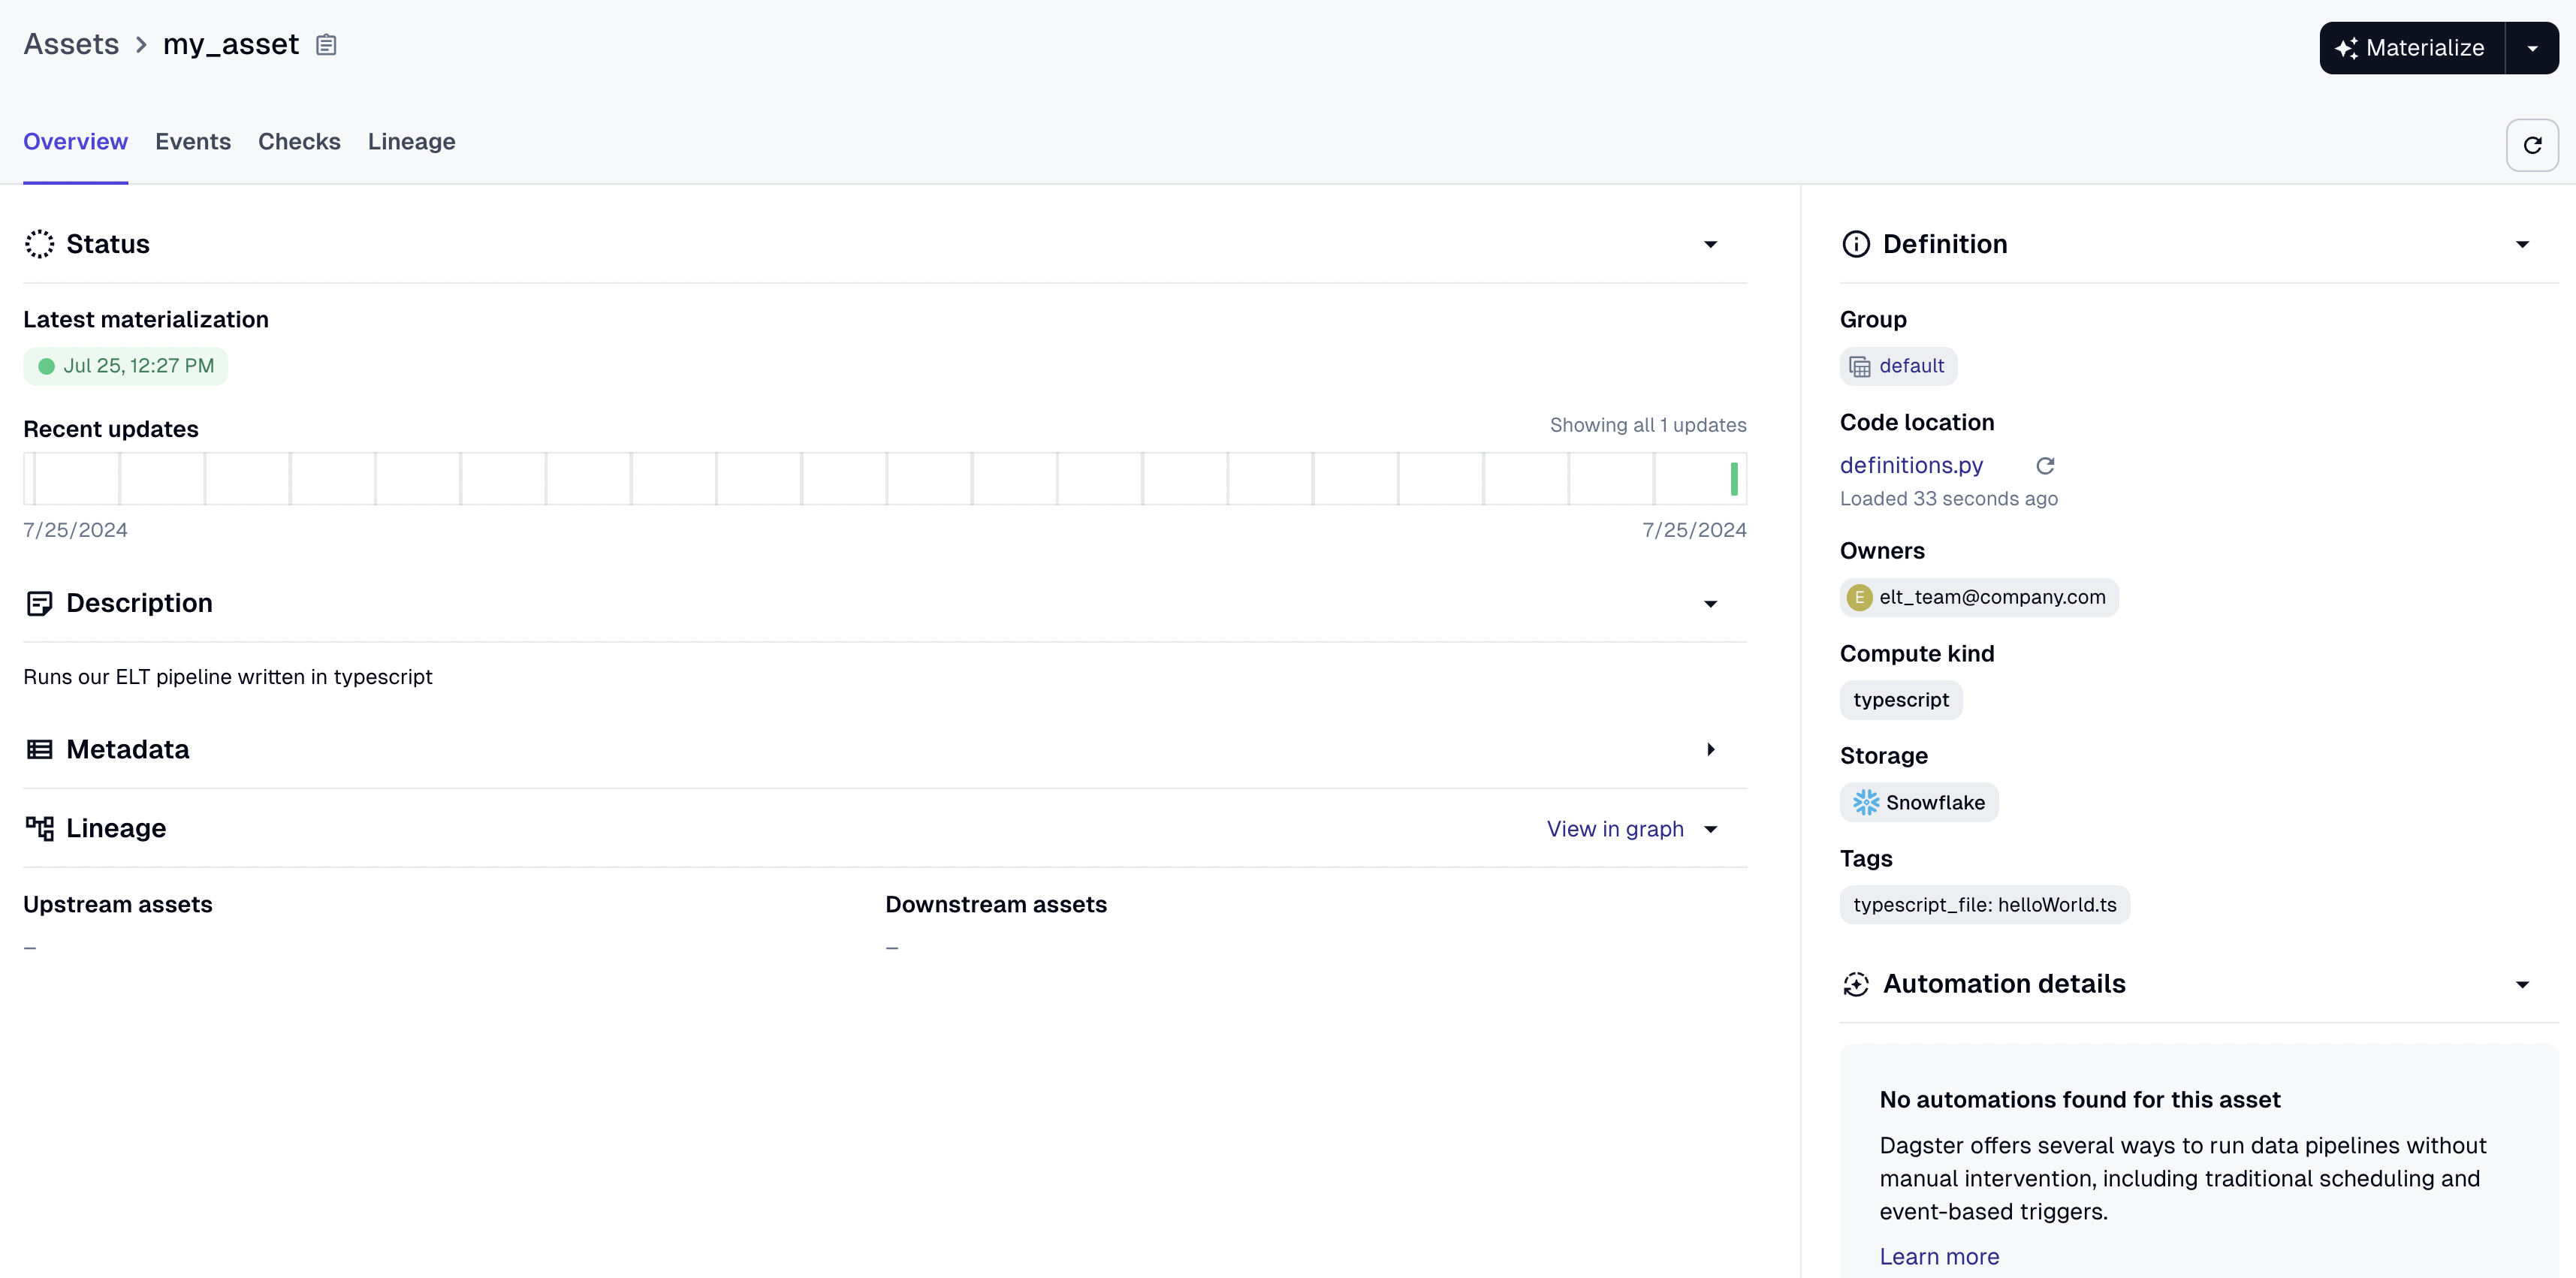 Assets > my_asset
Materialize
Overview Events Checks Lineage
Status
Latest materialization
Jul 25, 12:27 PM
Recent updates
Showing all 1 updates
7/25/2024
7/25/2024
Description
Runs our ELT pipeline written in typescript
Metadata
Lineage
View in graph
Upstream assets
–
Downstream assets
–
Definition
Group
default
Code location
definitions.py
Loaded 33 seconds ago
Owners
E elt_team@company.com
Compute kind
typescript
Storage
Snowflake
Tags
typescript_file: helloWorld.ts
Automation details
No automations found for this asset
Dagster offers several ways to run data pipelines without
manual intervention, including traditional scheduling and
event-based triggers.
Learn more